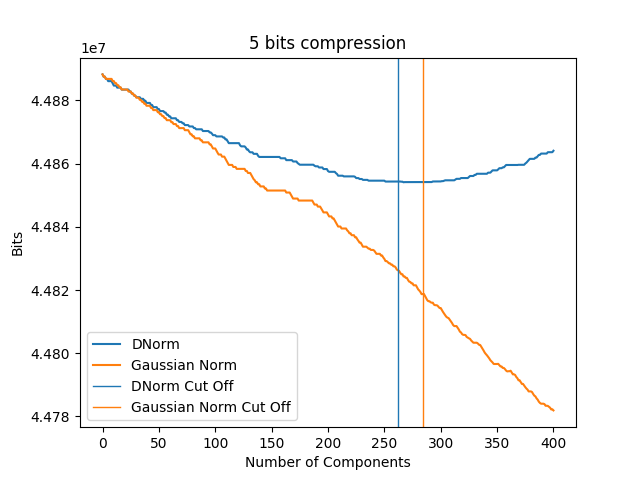 5 bits compression
1e7
4.488
4.486
4.484
4.482
4.480
4.478
Bits
DNorm
Gaussian Norm
DNorm Cut Off
Gaussian Norm Cut Off
0 50 100 150 200 250 300 350 400
Number of Components